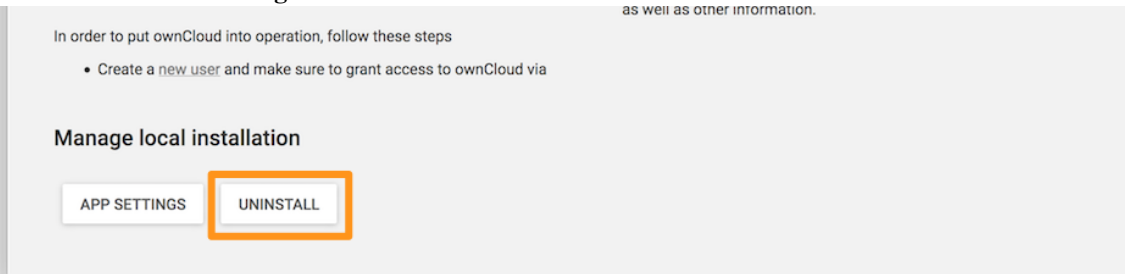 as well as other information.
In order to put ownCloud into operation, follow these steps
• Create a new user and make sure to grant access to ownCloud via
Manage local installation
APP SETTINGS UNINSTALL